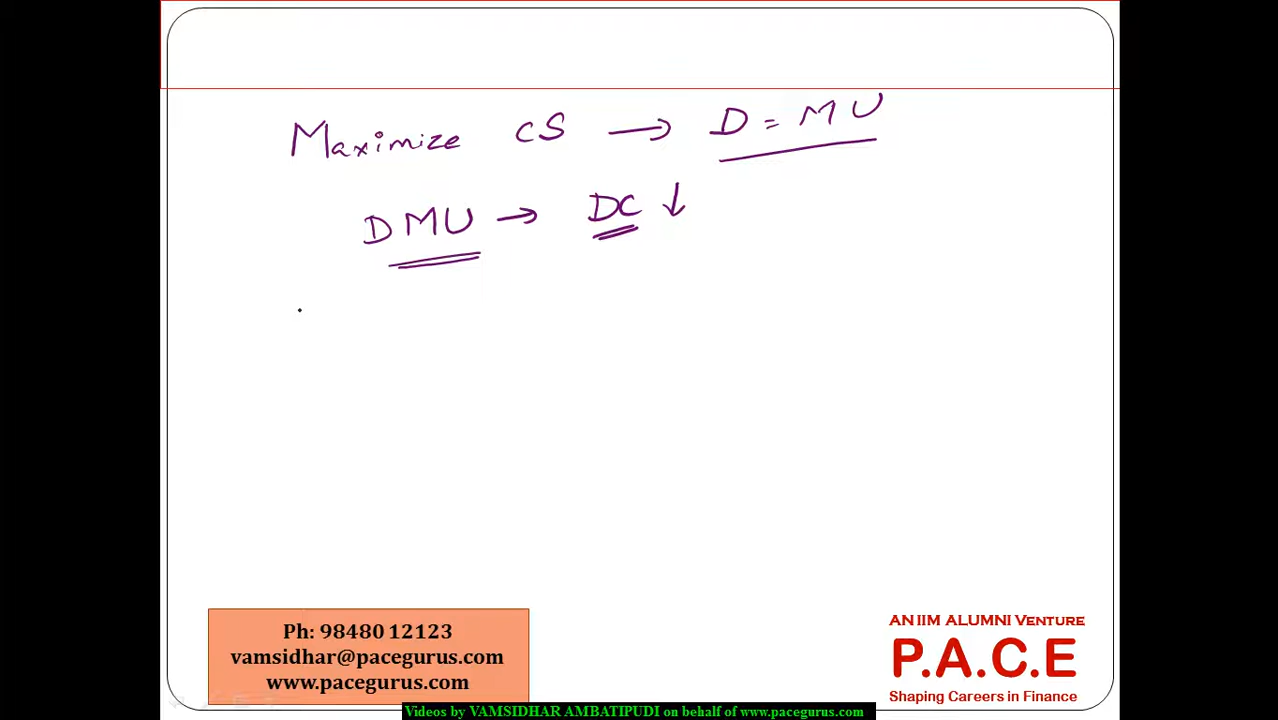 Maximize CS → D = MU
DMU → DC ↓
Ph: 98480 12123
vamsidhar@pacegurus.com
www.pacegurus.com
AN IIM ALUMNI VENTURE
P.A.C.E
Shaping Careers in Finance
Videos by VAMSIDHAR AMBATIPUDI on behalf of www.pacegurus.com